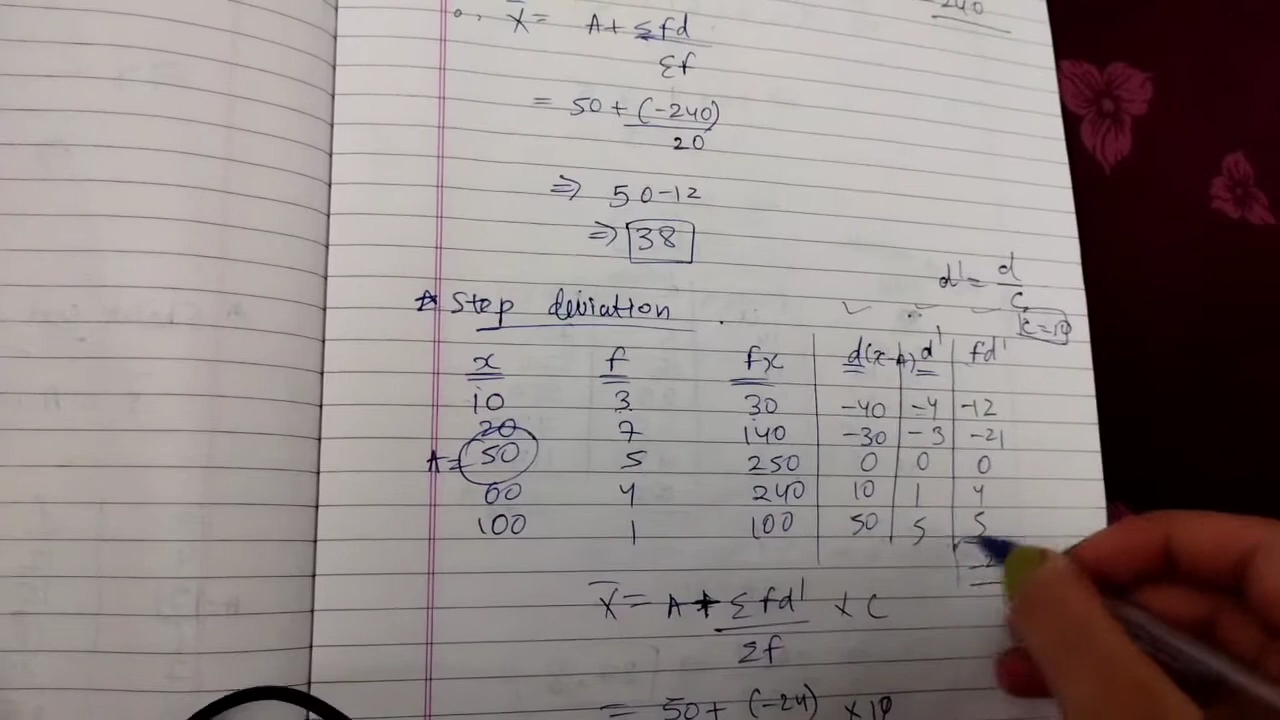 240
X̄ = A + Σfd
Σf
= 50 + (-240)
20
⇒ 50-12
⇒ 38
d' = d
c
c=10
* Step deviation
x f fx d(x-A) d' fd'
10 3 30 -40 -4 -12
20 7 140 -30 -3 -21
A= 50 5 250 0 0 0
60 4 240 10 1 4
100 1 100 50 5 5
X̄ = A + Σfd' × C
Σf
= 50 + (-24) × 10